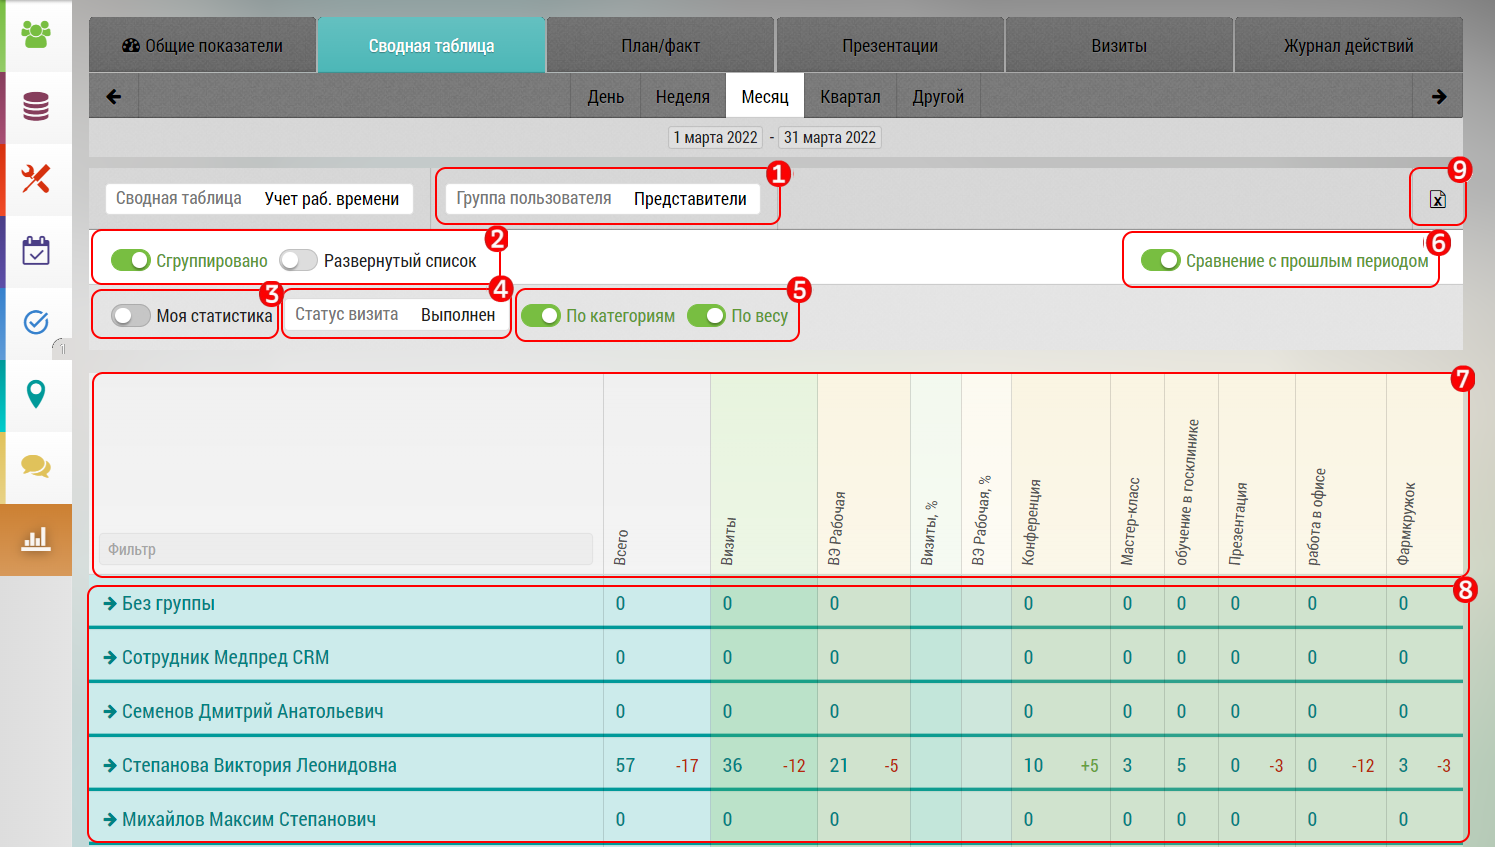 Общие показатели
Сводная таблица
План/факт
Презентации
Визиты
Журнал действий
День
Неделя
Месяц
Квартал
Другой
1 марта 2022 - 31 марта 2022
Сводная таблица Учет раб. времени
Группа пользователя Представители
1
9
Сгруппировано
Развернутый список
2
Сравнение с прошлым периодом
6
Моя статистика
3
Статус визита Выполнен
4
По категориям
По весу
5
1
7
Фильтр
Всего
Визиты
ВЭ Рабочая
Визиты, %
ВЭ Рабочая, %
Конференция
Мастер-класс
обучение в госклинике
Презентация
работа в офисе
Фармкружок
8
Без группы 0 0 0 0 0 0 0 0 0
Сотрудник Медпред CRM 0 0 0 0 0 0 0 0 0
Семенов Дмитрий Анатольевич 0 0 0 0 0 0 0 0 0
Степанова Виктория Леонидовна 57 -17 36 -12 21 -5 10 +5 3 5 0 -3 0 -12 3 -3
Михайлов Максим Степанович 0 0 0 0 0 0 0 0 0